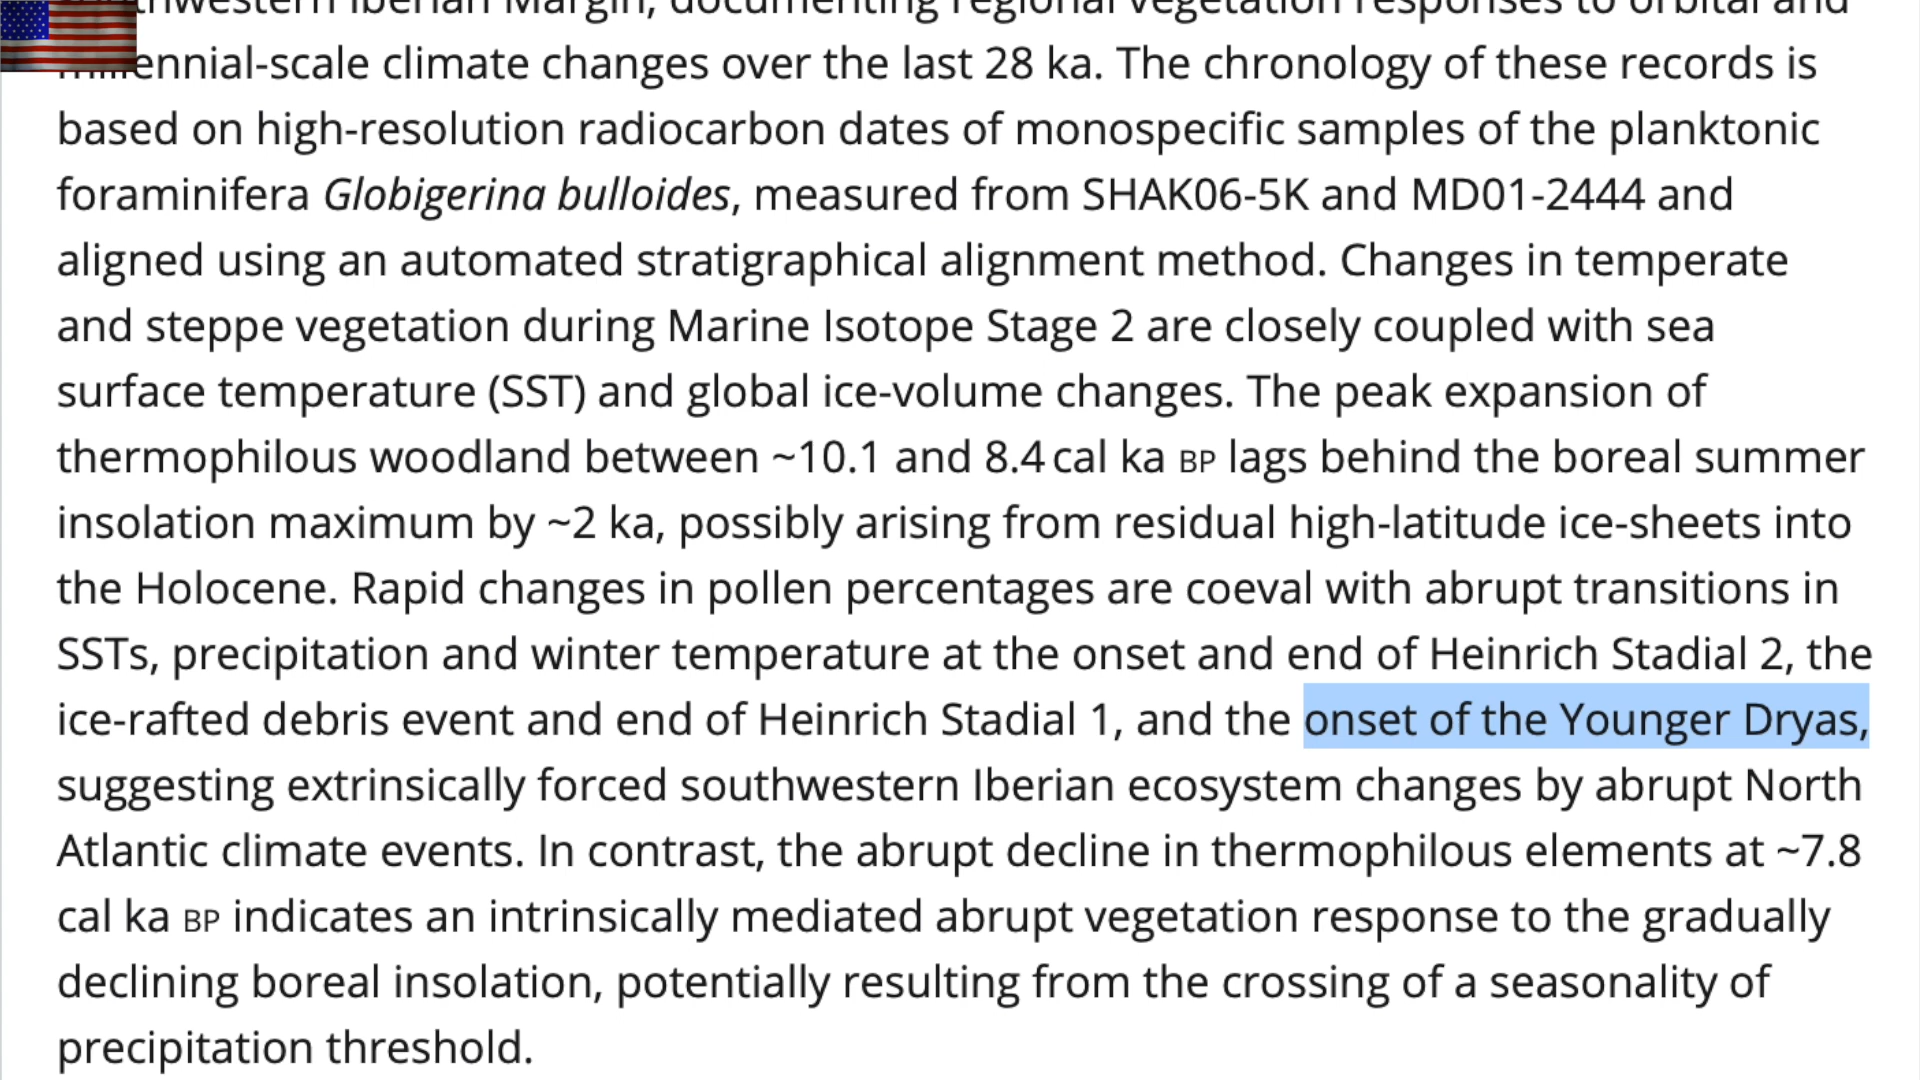 thwestern Iberian Margin, documenting regional vegetation responses to orbital and
millennial-scale climate changes over the last 28 ka. The chronology of these records is
based on high-resolution radiocarbon dates of monospecific samples of the planktonic
foraminifera Globigerina bulloides, measured from SHAK06-5K and MD01-2444 and
aligned using an automated stratigraphical alignment method. Changes in temperate
and steppe vegetation during Marine Isotope Stage 2 are closely coupled with sea
surface temperature (SST) and global ice-volume changes. The peak expansion of
thermophilous woodland between ~10.1 and 8.4 cal ka BP lags behind the boreal summer
insolation maximum by ~2 ka, possibly arising from residual high-latitude ice-sheets into
the Holocene. Rapid changes in pollen percentages are coeval with abrupt transitions in
SSTs, precipitation and winter temperature at the onset and end of Heinrich Stadial 2, the
ice-rafted debris event and end of Heinrich Stadial 1, and the onset of the Younger Dryas,
suggesting extrinsically forced southwestern Iberian ecosystem changes by abrupt North
Atlantic climate events. In contrast, the abrupt decline in thermophilous elements at ~7.8
cal ka BP indicates an intrinsically mediated abrupt vegetation response to the gradually
declining boreal insolation, potentially resulting from the crossing of a seasonality of
precipitation threshold.